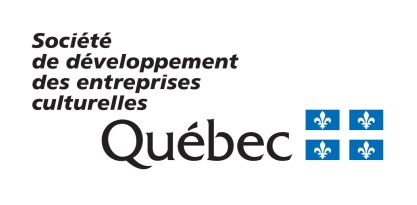 Société
de développement
des entreprises
culturelles
Québec